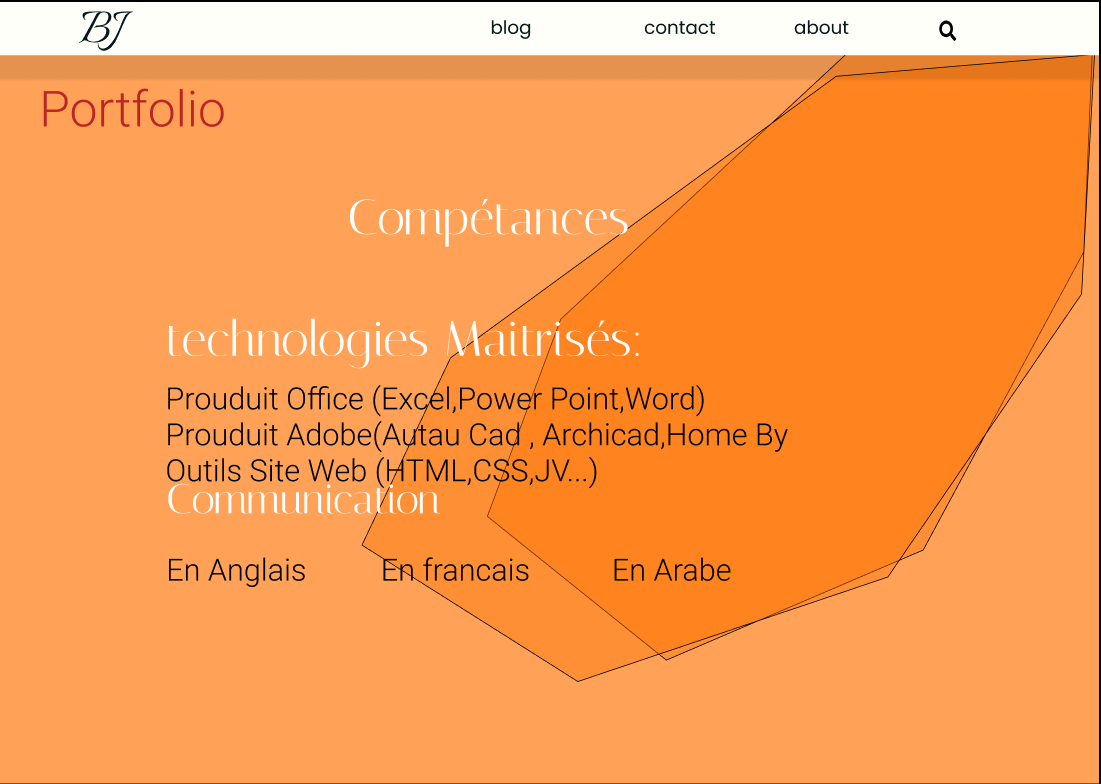 BJ blog contact about
Portfolio
Compétances
technologies Maitrisés:
Prouduit Office (Excel,Power Point,Word)
Prouduit Adobe(Autau Cad , Archicad,Home By
Outils Site Web (HTML,CSS,JV...)
Communication
En Anglais En francais En Arabe